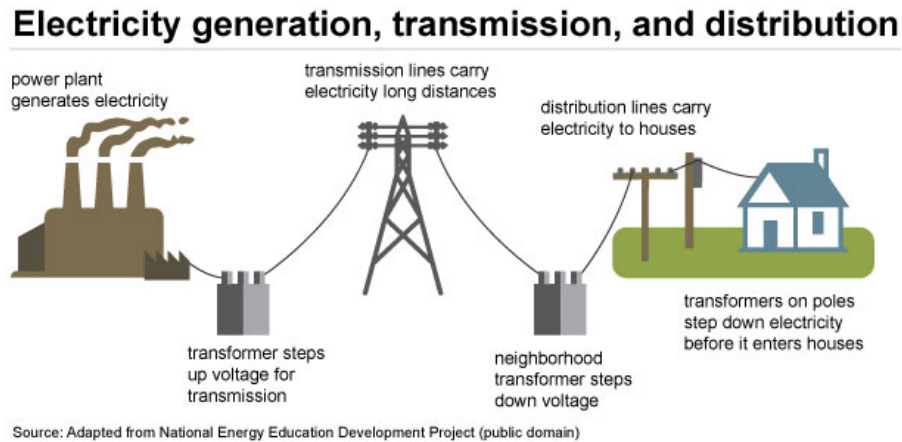 Electricity generation, transmission, and distribution
power plant
generates electricity
transmission lines carry
electricity long distances
distribution lines carry
electricity to houses
transformer steps
up voltage for
transmission
neighborhood
transformer steps
down voltage
transformers on poles
step down electricity
before it enters houses
Source: Adapted from National Energy Education Development Project (public domain)